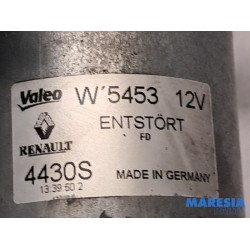 Valeo W'5453 12V
ENTSTÖRT
FD
RENAULT
4430S MADE IN GERMANY
13 39 50 2
MARESIA